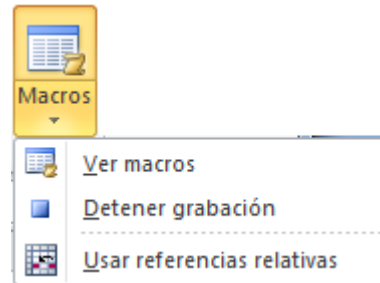 Macros
Ver macros
Detener grabación
Usar referencias relativas